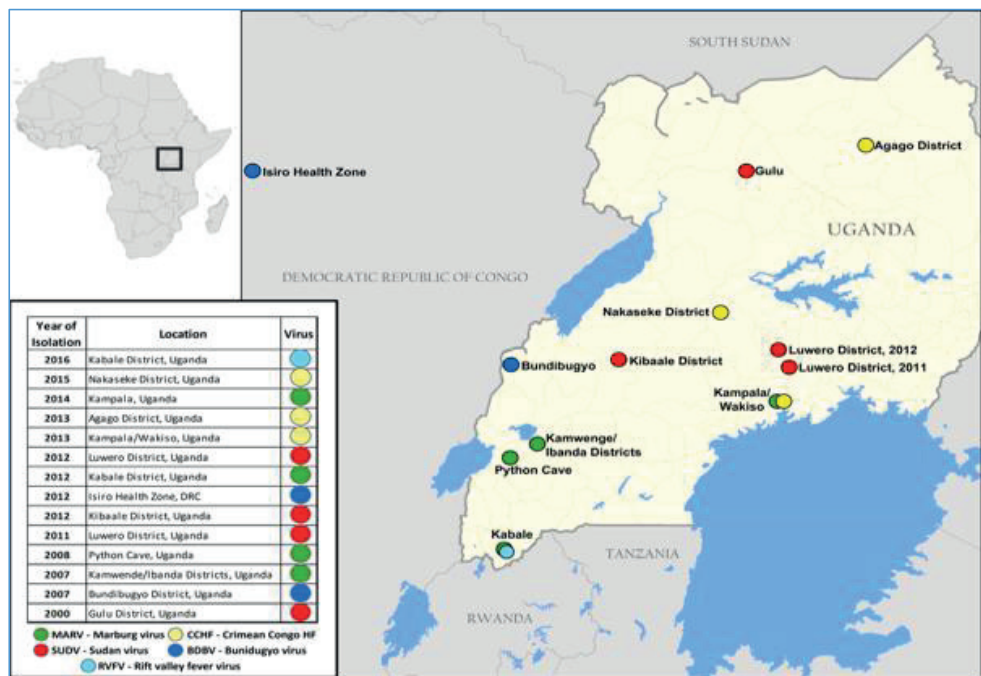 SOUTH SUDAN
Agago District
Isiro Health Zone
Gulu
UGANDA
DEMOCRATIC REPUBLIC OF CONGO
Nakaseke District
Luwero District, 2012
Kibaale District
Bundibugyo
Luwero District, 2011
Kampala/
Wakiso
Kamwenge/
Ibanda Districts
Python Cave
Kabale
TANZANIA
RWANDA
Year of Isolation Location Virus
2016 Kabale District, Uganda
2015 Nakaseke District, Uganda
2014 Kampala, Uganda
2013 Agago District, Uganda
2013 Kampala/Wakiso, Uganda
2012 Luwero District, Uganda
2012 Kabale District, Uganda
2012 Isiro Health Zone, DRC
2012 Kibaale District, Uganda
2011 Luwero District, Uganda
2008 Python Cave, Uganda
2007 Kamwende/Ibanda Districts, Uganda
2007 Bundibugyo District, Uganda
2000 Gulu District, Uganda
MARV - Marburg virus CCHF - Crimean Congo HF
SUDV - Sudan virus BDBV - Bunidugyo virus
RVFV - Rift valley fever virus